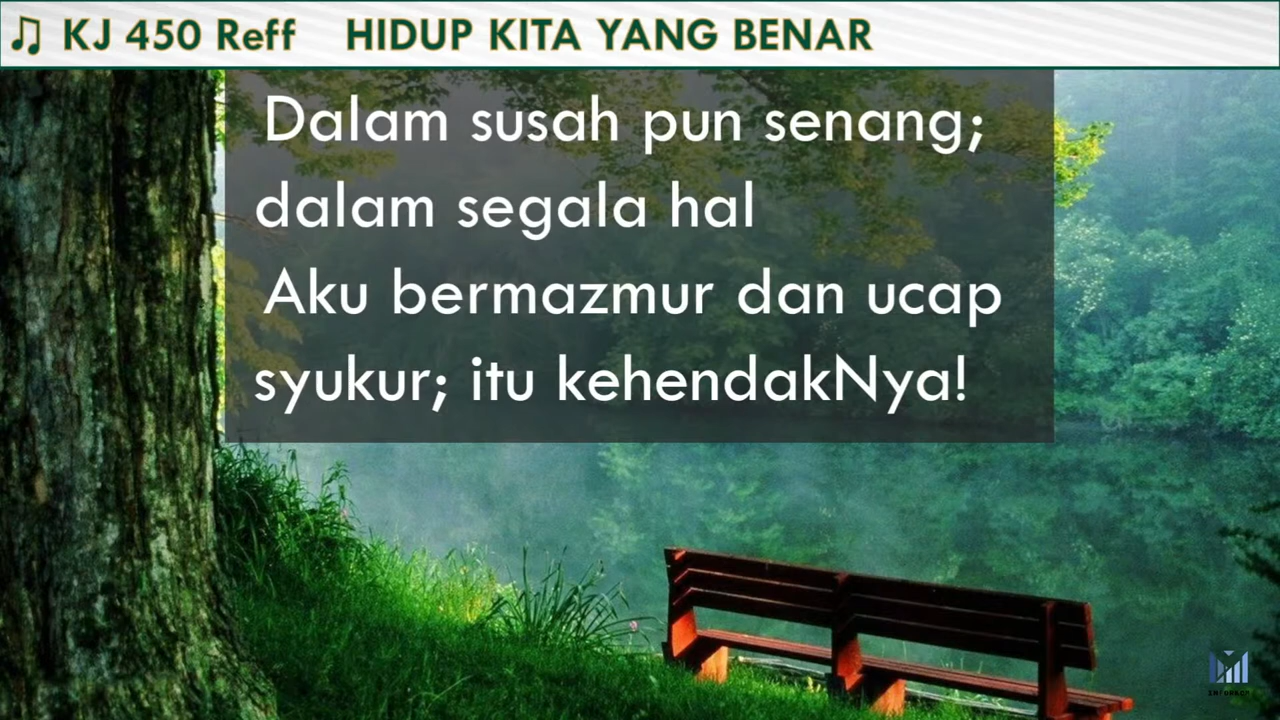 ♫ KJ 450 Reff HIDUP KITA YANG BENAR
Dalam susah pun senang;
dalam segala hal
Aku bermazmur dan ucap
syukur; itu kehendakNya!